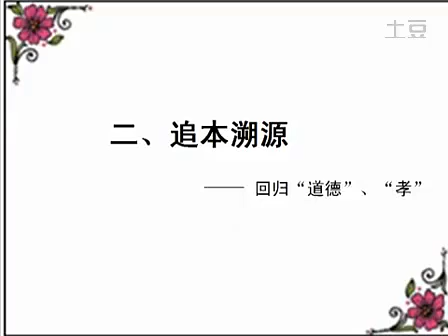 土豆
二、追本溯源
—— 回归“道德”、“孝”